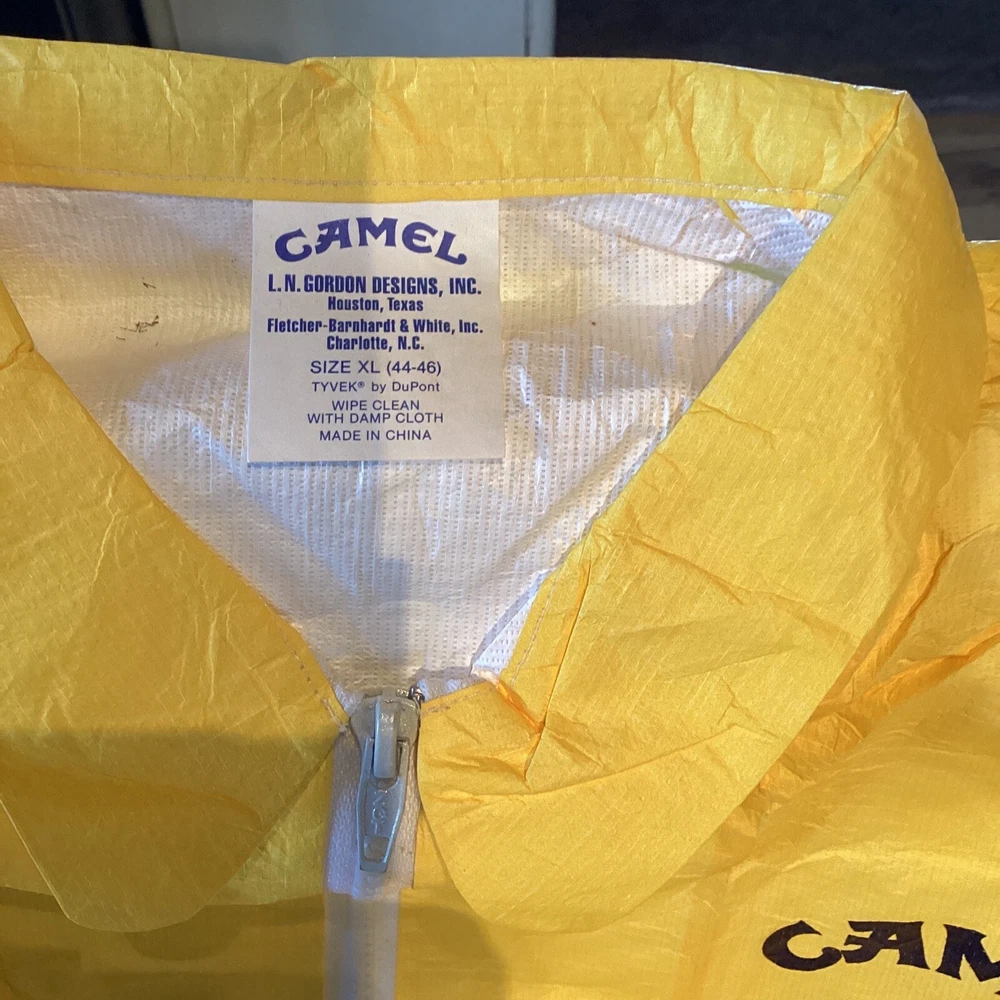 CAMEL
L.N. GORDON DESIGNS, INC.
Houston, Texas
Fletcher-Barnhardt & White, Inc.
Charlotte, N.C.
SIZE XL (44-46)
TYVEK® by DuPont
WIPE CLEAN
WITH DAMP CLOTH
MADE IN CHINA
CAM